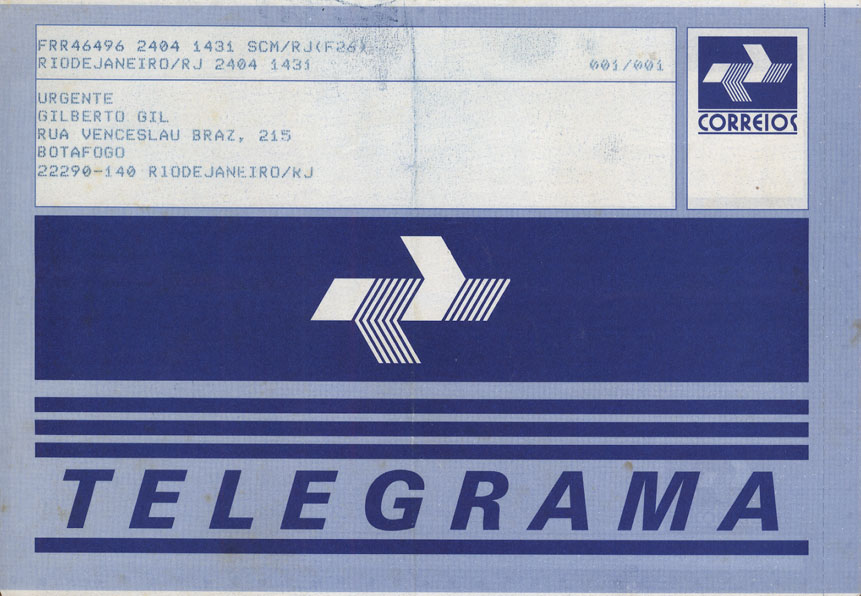 FRR46496 2404 1431 SCM/RJ(F26)
RIODEJANEIRO/RJ 2404 1431 001/001
URGENTE
GILBERTO GIL
RUA VENCESLAU BRAZ, 215
BOTAFOGO
22290-140 RIODEJANEIRO/RJ
CORREIOS
TELEGRAMA